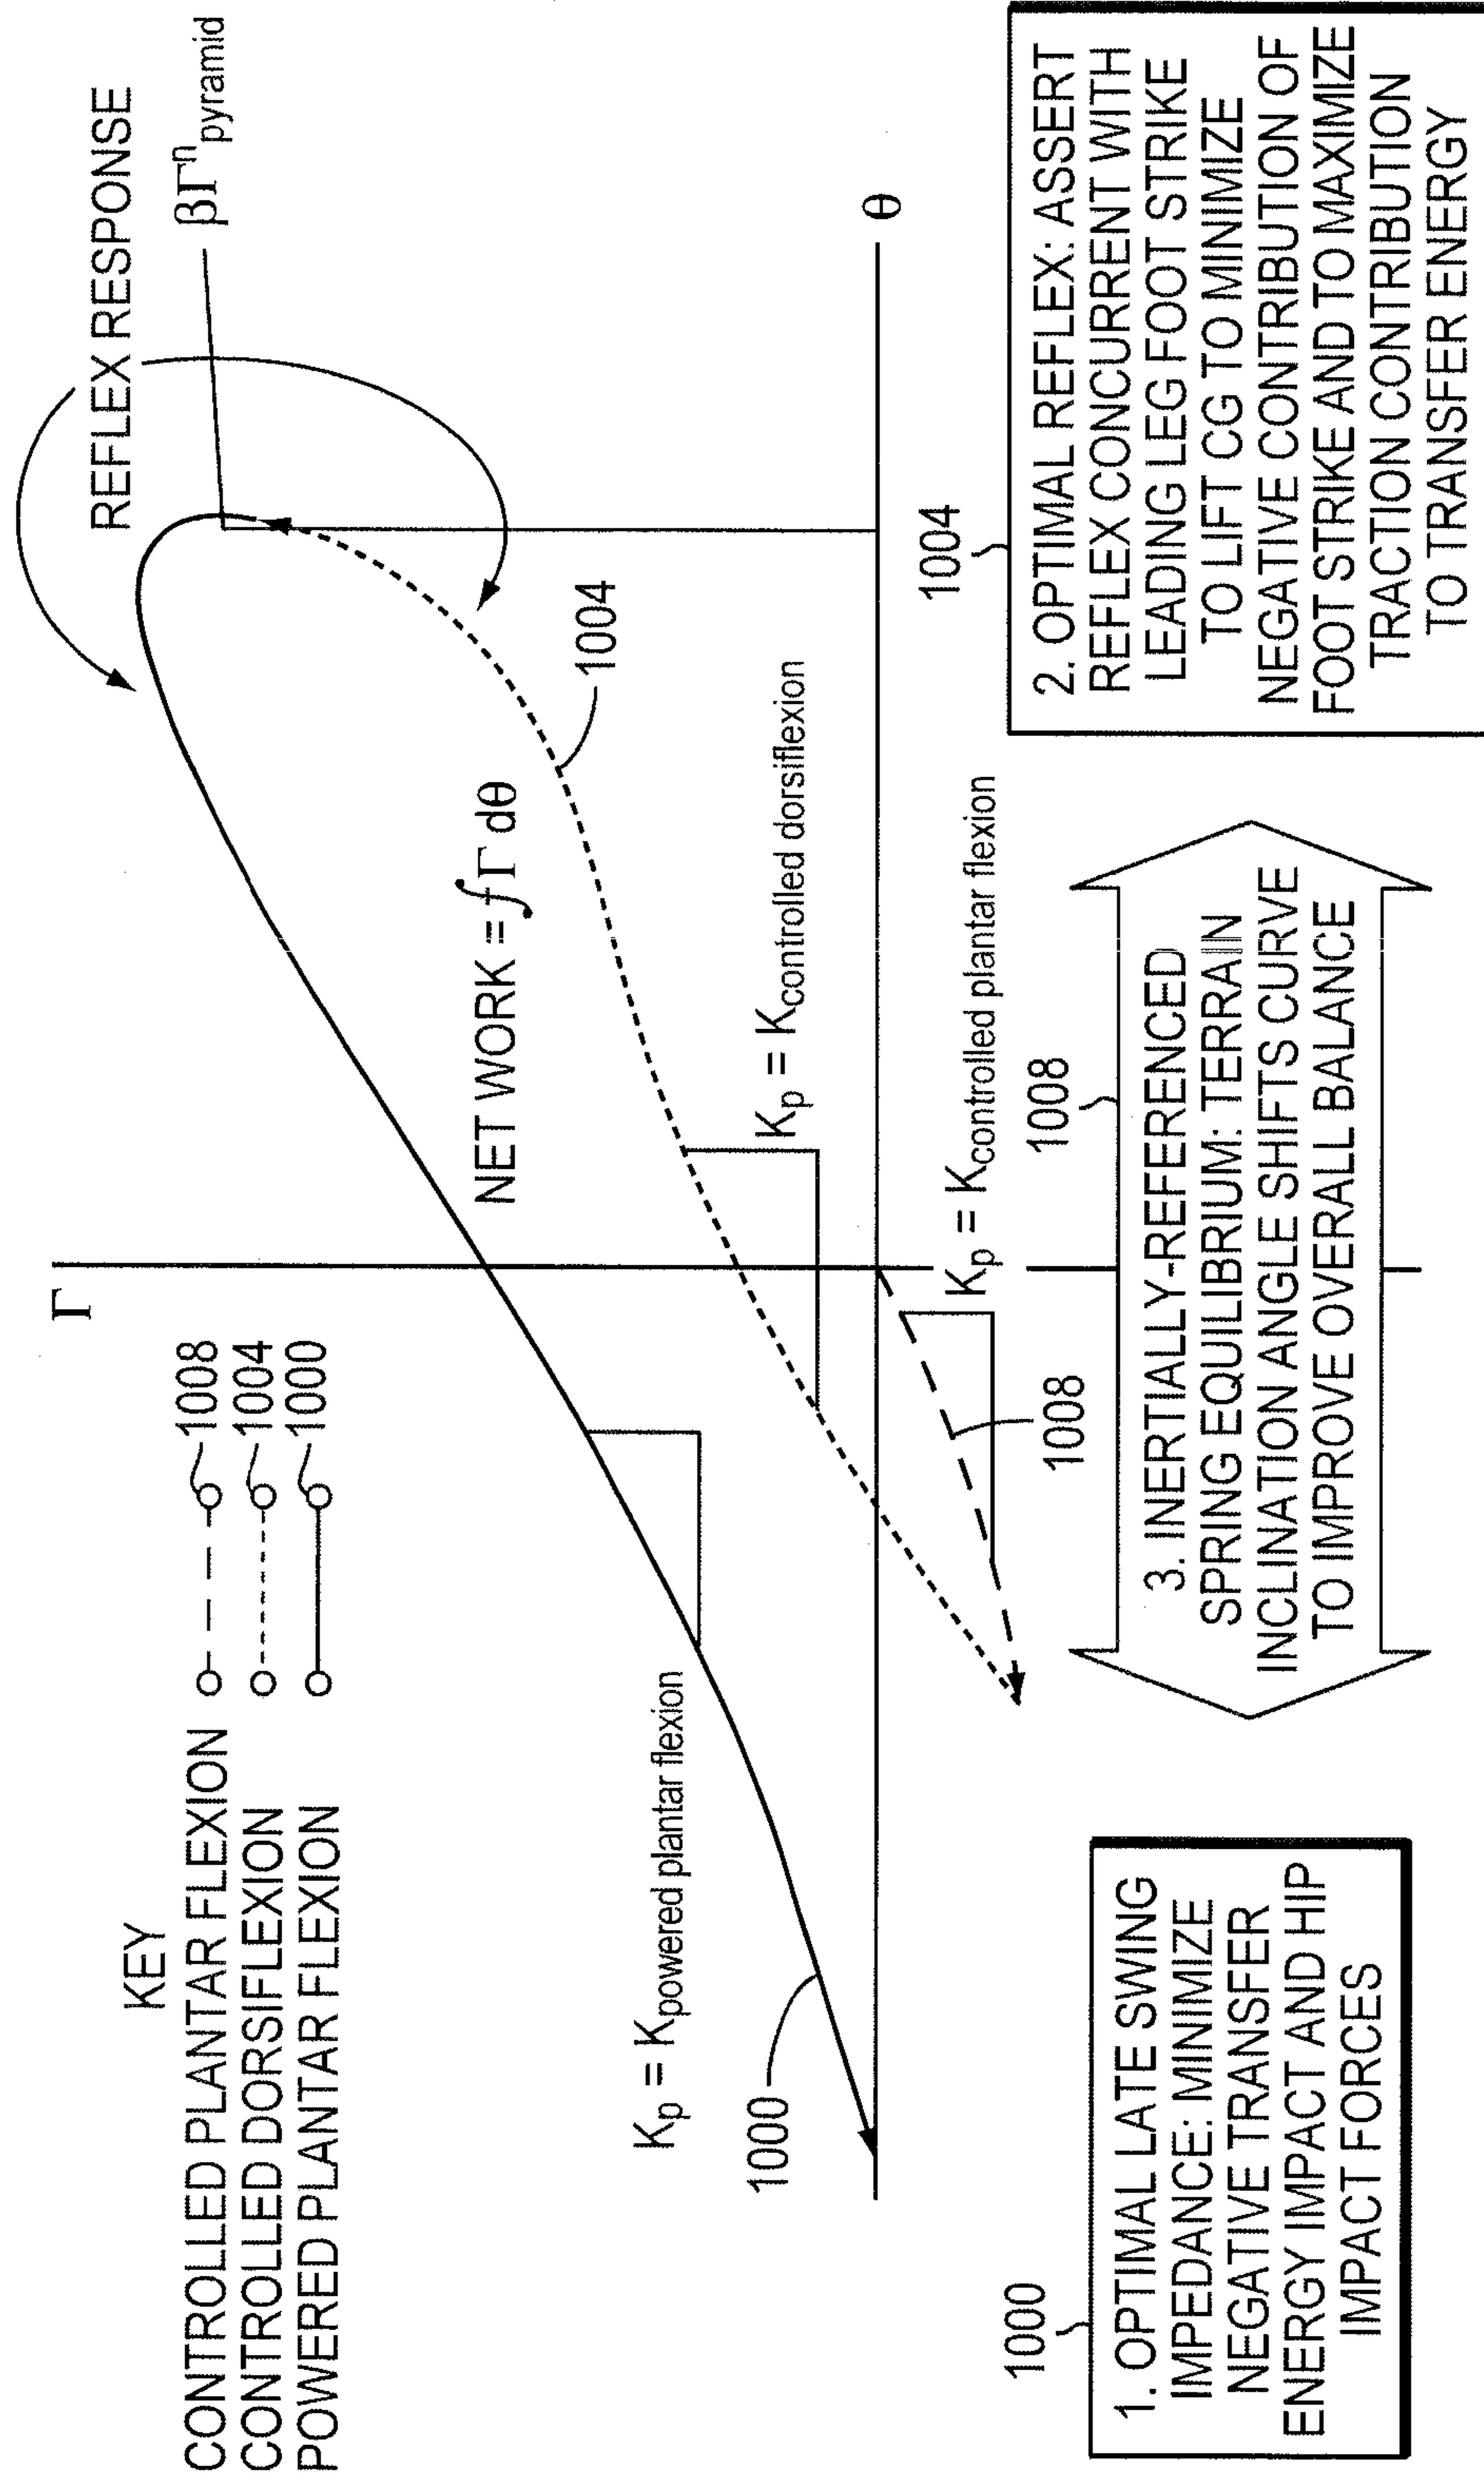 KEY
CONTROLLED PLANTAR FLEXION 1008
CONTROLLED DORSIFLEXION 1004
POWERED PLANTAR FLEXION 1000
Γ
REFLEX RESPONSE
βΓⁿpyramid
NET WORK = ∮Γ dθ
1004
Kp = Kpowered plantar flexion
Kp = Kcontrolled dorsiflexion
θ
1000
Kp = Kcontrolled plantar flexion
1008
1000
1. OPTIMAL LATE SWING
IMPEDANCE: MINIMIZE
NEGATIVE TRANSFER
ENERGY IMPACT AND HIP
IMPACT FORCES
1008
3. INERTIALLY-REFERENCED
SPRING EQUILIBRIUM: TERRAIN
INCLINATION ANGLE SHIFTS CURVE
TO IMPROVE OVERALL BALANCE
1004
2. OPTIMAL REFLEX: ASSERT
REFLEX CONCURRENT WITH
LEADING LEG FOOT STRIKE
TO LIFT CG TO MINIMIZE
NEGATIVE CONTRIBUTION OF
FOOT STRIKE AND TO MAXIMIZE
TRACTION CONTRIBUTION
TO TRANSFER ENERGY